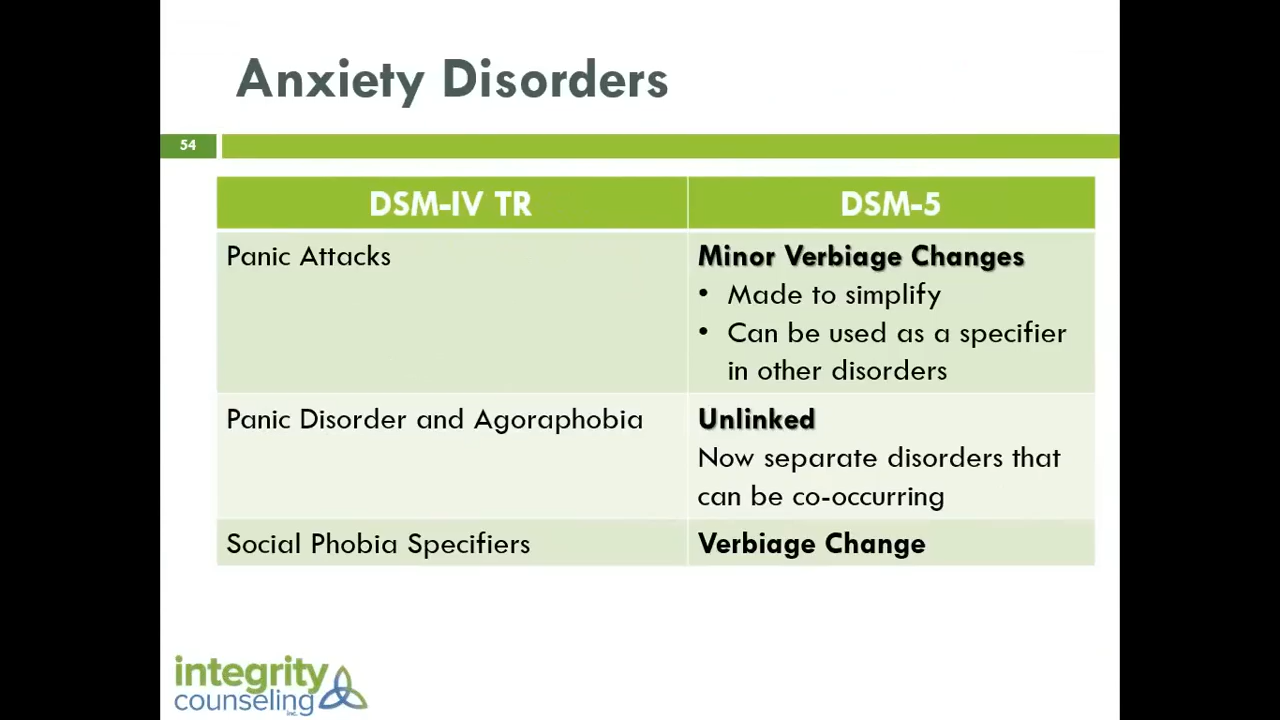 Anxiety Disorders
54
DSM-IV TR
DSM-5
Panic Attacks
Minor Verbiage Changes
• Made to simplify
• Can be used as a specifier
in other disorders
Panic Disorder and Agoraphobia
Unlinked
Now separate disorders that
can be co-occurring
Social Phobia Specifiers
Verbiage Change
integrity
counseling
inc.